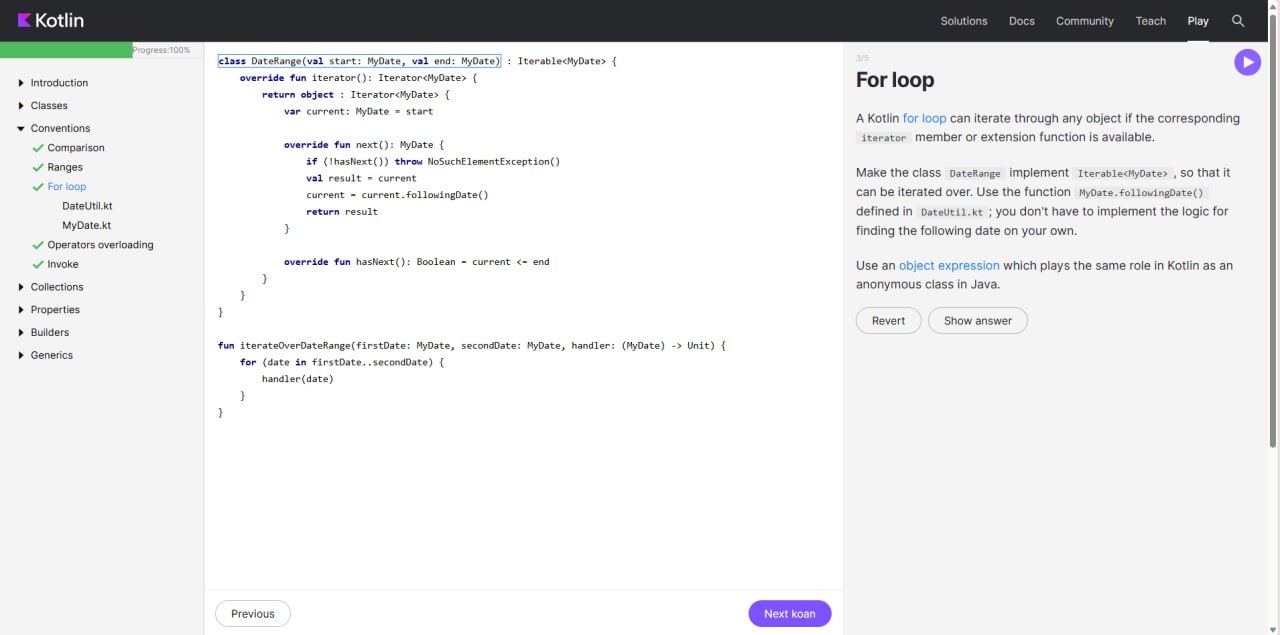 Kotlin
Solutions Docs Community Teach Play
Progress:100%
Introduction
Classes
Conventions
Comparison
Ranges
For loop
DateUtil.kt
MyDate.kt
Operators overloading
Invoke
Collections
Properties
Builders
Generics
class DateRange(val start: MyDate, val end: MyDate) : Iterable<MyDate> {
    override fun iterator(): Iterator<MyDate> {
        return object : Iterator<MyDate> {
            var current: MyDate = start

            override fun next(): MyDate {
                if (!hasNext()) throw NoSuchElementException()
                val result = current
                current = current.followingDate()
                return result
            }

            override fun hasNext(): Boolean = current <= end
        }
    }
}

fun iterateOverDateRange(firstDate: MyDate, secondDate: MyDate, handler: (MyDate) -> Unit) {
    for (date in firstDate..secondDate) {
        handler(date)
    }
}
Previous
Next koan
3/5
For loop
A Kotlin for loop can iterate through any object if the corresponding
iterator member or extension function is available.
Make the class DateRange implement Iterable<MyDate>, so that it
can be iterated over. Use the function MyDate.followingDate()
defined in DateUtil.kt; you don't have to implement the logic for
finding the following date on your own.
Use an object expression which plays the same role in Kotlin as an
anonymous class in Java.
Revert
Show answer